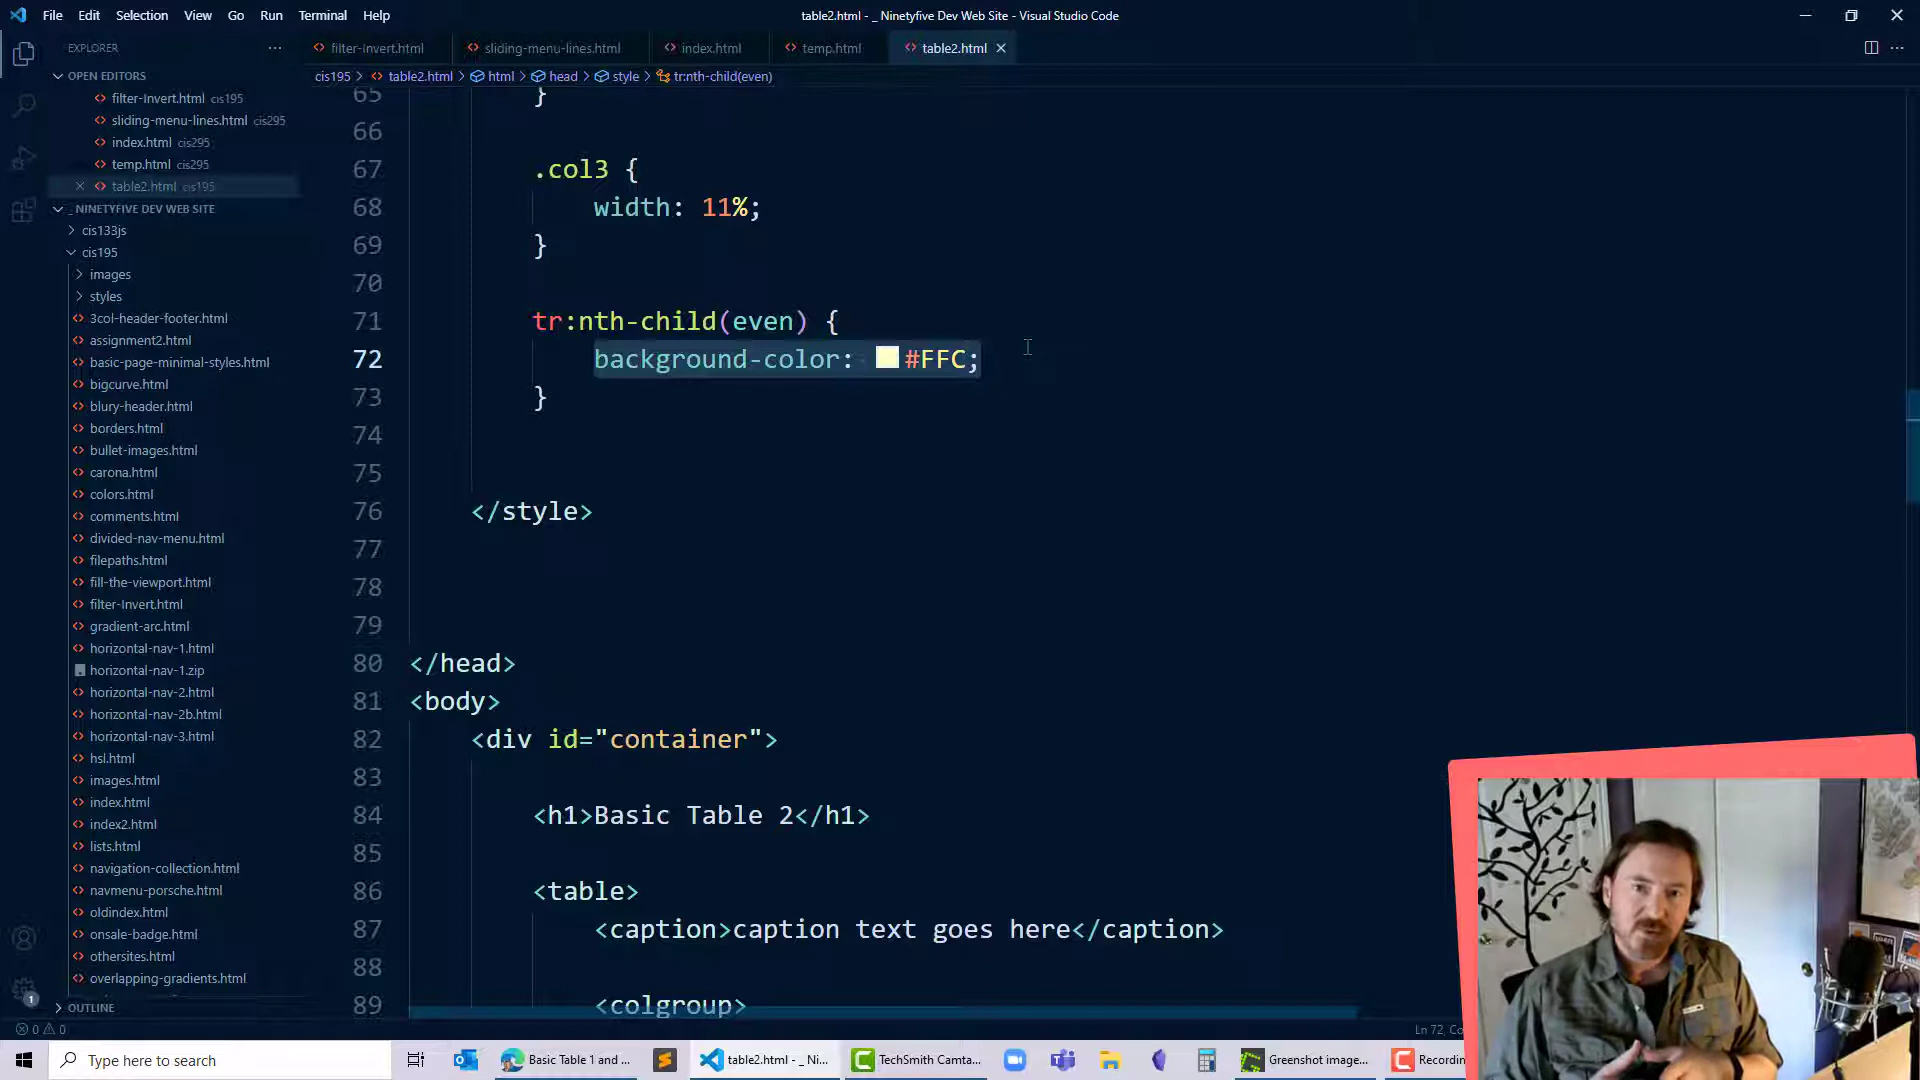 File Edit Selection View Go Run Terminal Help
table2.html - _ Ninetyfive Dev Web Site - Visual Studio Code
EXPLORER
filter-invert.html
sliding-menu-lines.html
index.html
temp.html
table2.html
OPEN EDITORS
cis195 > table2.html > html > head > style > tr:nth-child(even)
filter-invert.html cis195
sliding-menu-lines.html cis295
index.html cis295
temp.html cis295
table2.html cis195
_ NINETYFIVE DEV WEB SITE
cis133js
cis195
images
styles
3col-header-footer.html
assignment2.html
basic-page-minimal-styles.html
bigcurve.html
blury-header.html
borders.html
bullet-images.html
carona.html
colors.html
comments.html
divided-nav-menu.html
filepaths.html
fill-the-viewport.html
filter-invert.html
gradient-arc.html
horizontal-nav-1.html
horizontal-nav-1.zip
horizontal-nav-2.html
horizontal-nav-2b.html
horizontal-nav-3.html
hsl.html
images.html
index.html
index2.html
lists.html
navigation-collection.html
navmenu-porsche.html
oldindex.html
onsale-badge.html
othersites.html
overlapping-gradients.html
OUTLINE
65 }
66
67 .col3 {
68 width: 11%;
69 }
70
71 tr:nth-child(even) {
72 background-color: #FFC;
73 }
74
75
76 </style>
77
78
79
80 </head>
81 <body>
82 <div id="container">
83
84 <h1>Basic Table 2</h1>
85
86 <table>
87 <caption>caption text goes here</caption>
88
89 <colgroup>
1
0 0
Ln 72, Co
Type here to search
Basic Table 1 and ...
table2.html - _ Ni...
TechSmith Camta...
Greenshot image...
Recording